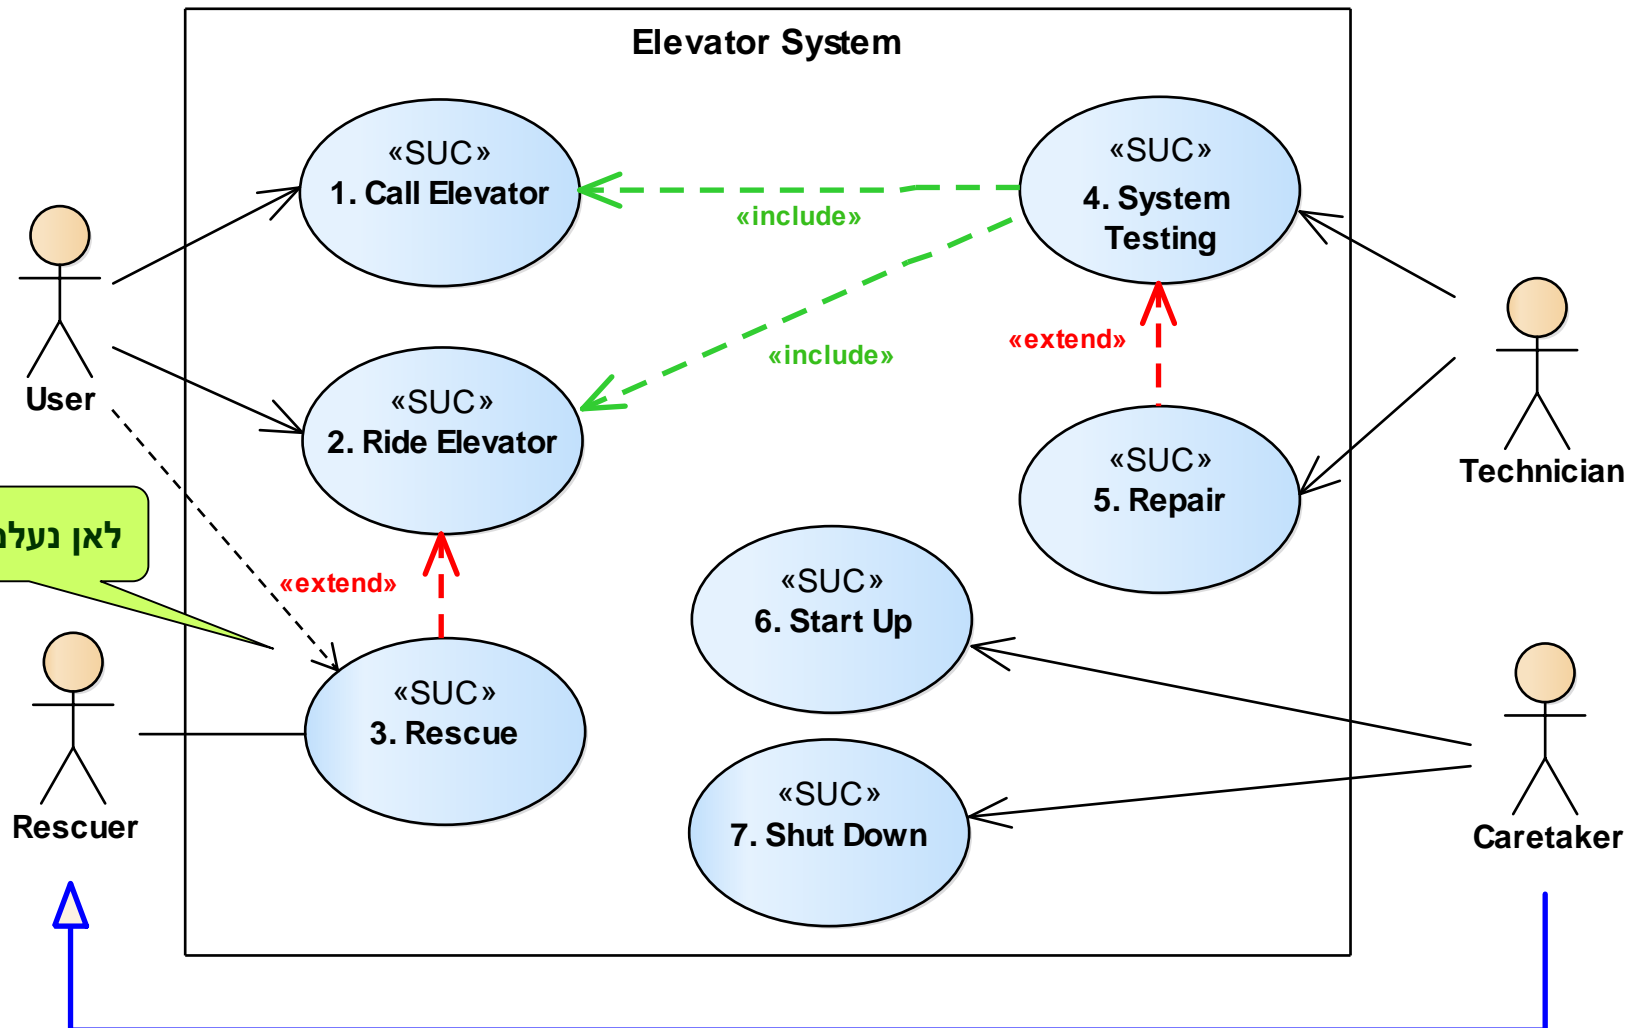 Elevator System
«SUC»
1. Call Elevator
«include»
«SUC»
4. System
Testing
User
«include»
«extend»
«SUC»
2. Ride Elevator
«SUC»
5. Repair
Technician
לאן
«extend»
«SUC»
6. Start Up
«SUC»
3. Rescue
Rescuer
«SUC»
7. Shut Down
Caretaker